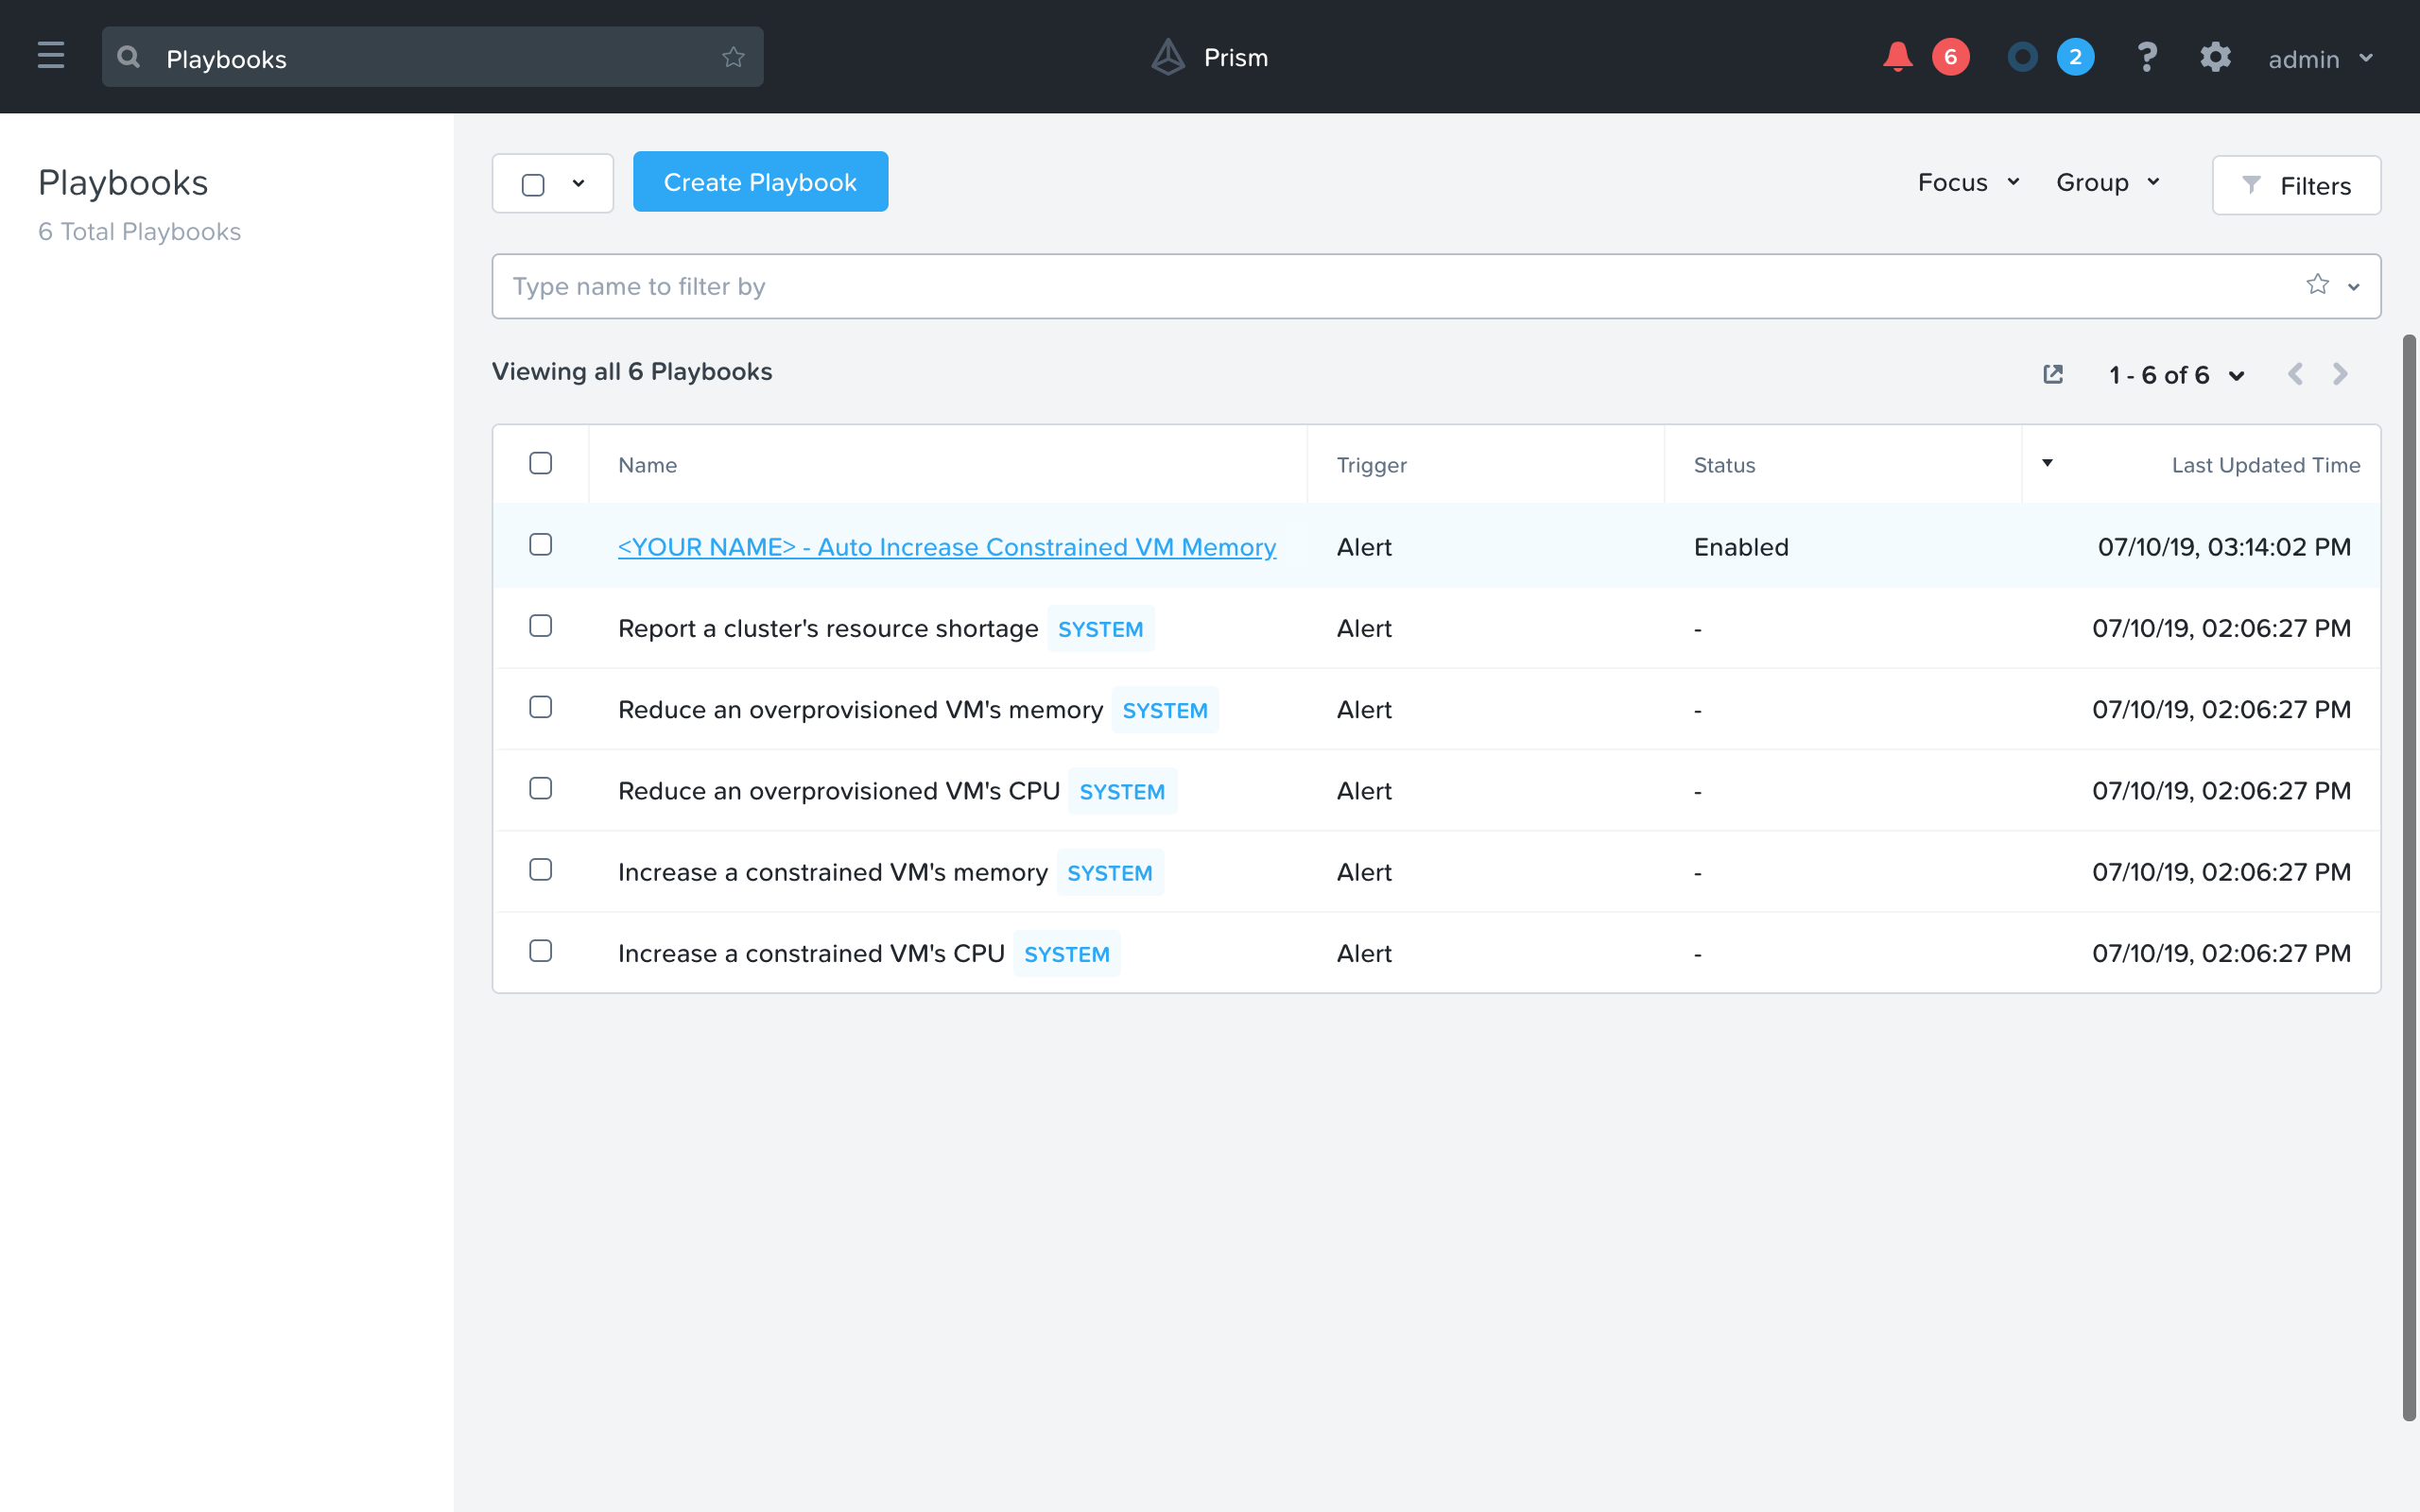 Playbooks
Prism
6
2
?
admin
Playbooks
6 Total Playbooks
Create Playbook
Focus
Group
Filters
Type name to filter by
Viewing all 6 Playbooks
1 - 6 of 6
Name Trigger Status Last Updated Time
<YOUR NAME> - Auto Increase Constrained VM Memory Alert Enabled 07/10/19, 03:14:02 PM
Report a cluster's resource shortage SYSTEM Alert - 07/10/19, 02:06:27 PM
Reduce an overprovisioned VM's memory SYSTEM Alert - 07/10/19, 02:06:27 PM
Reduce an overprovisioned VM's CPU SYSTEM Alert - 07/10/19, 02:06:27 PM
Increase a constrained VM's memory SYSTEM Alert - 07/10/19, 02:06:27 PM
Increase a constrained VM's CPU SYSTEM Alert - 07/10/19, 02:06:27 PM